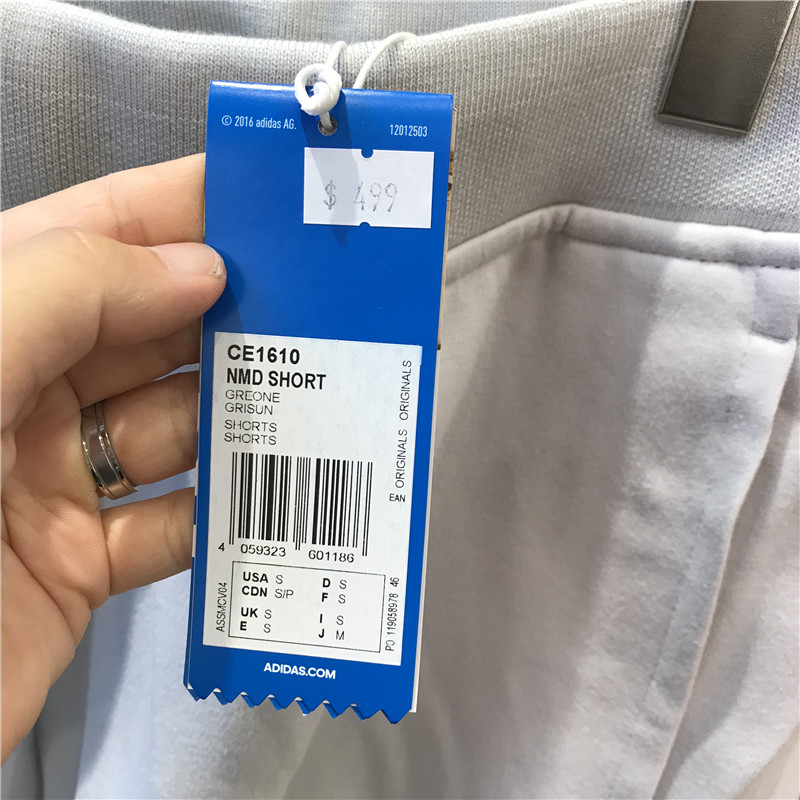 © 2016 adidas AG. 12012503
$ 499
CE1610
NMD SHORT
GREONE
GRISUN
SHORTS
SHORTS
ORIGINALS ORIGINALS
EAN
4 059323 601186
USA S D S
CDN S/P F S
UK S I S
E S J M
ASSMCV04
PO 119058978 46
ADIDAS.COM